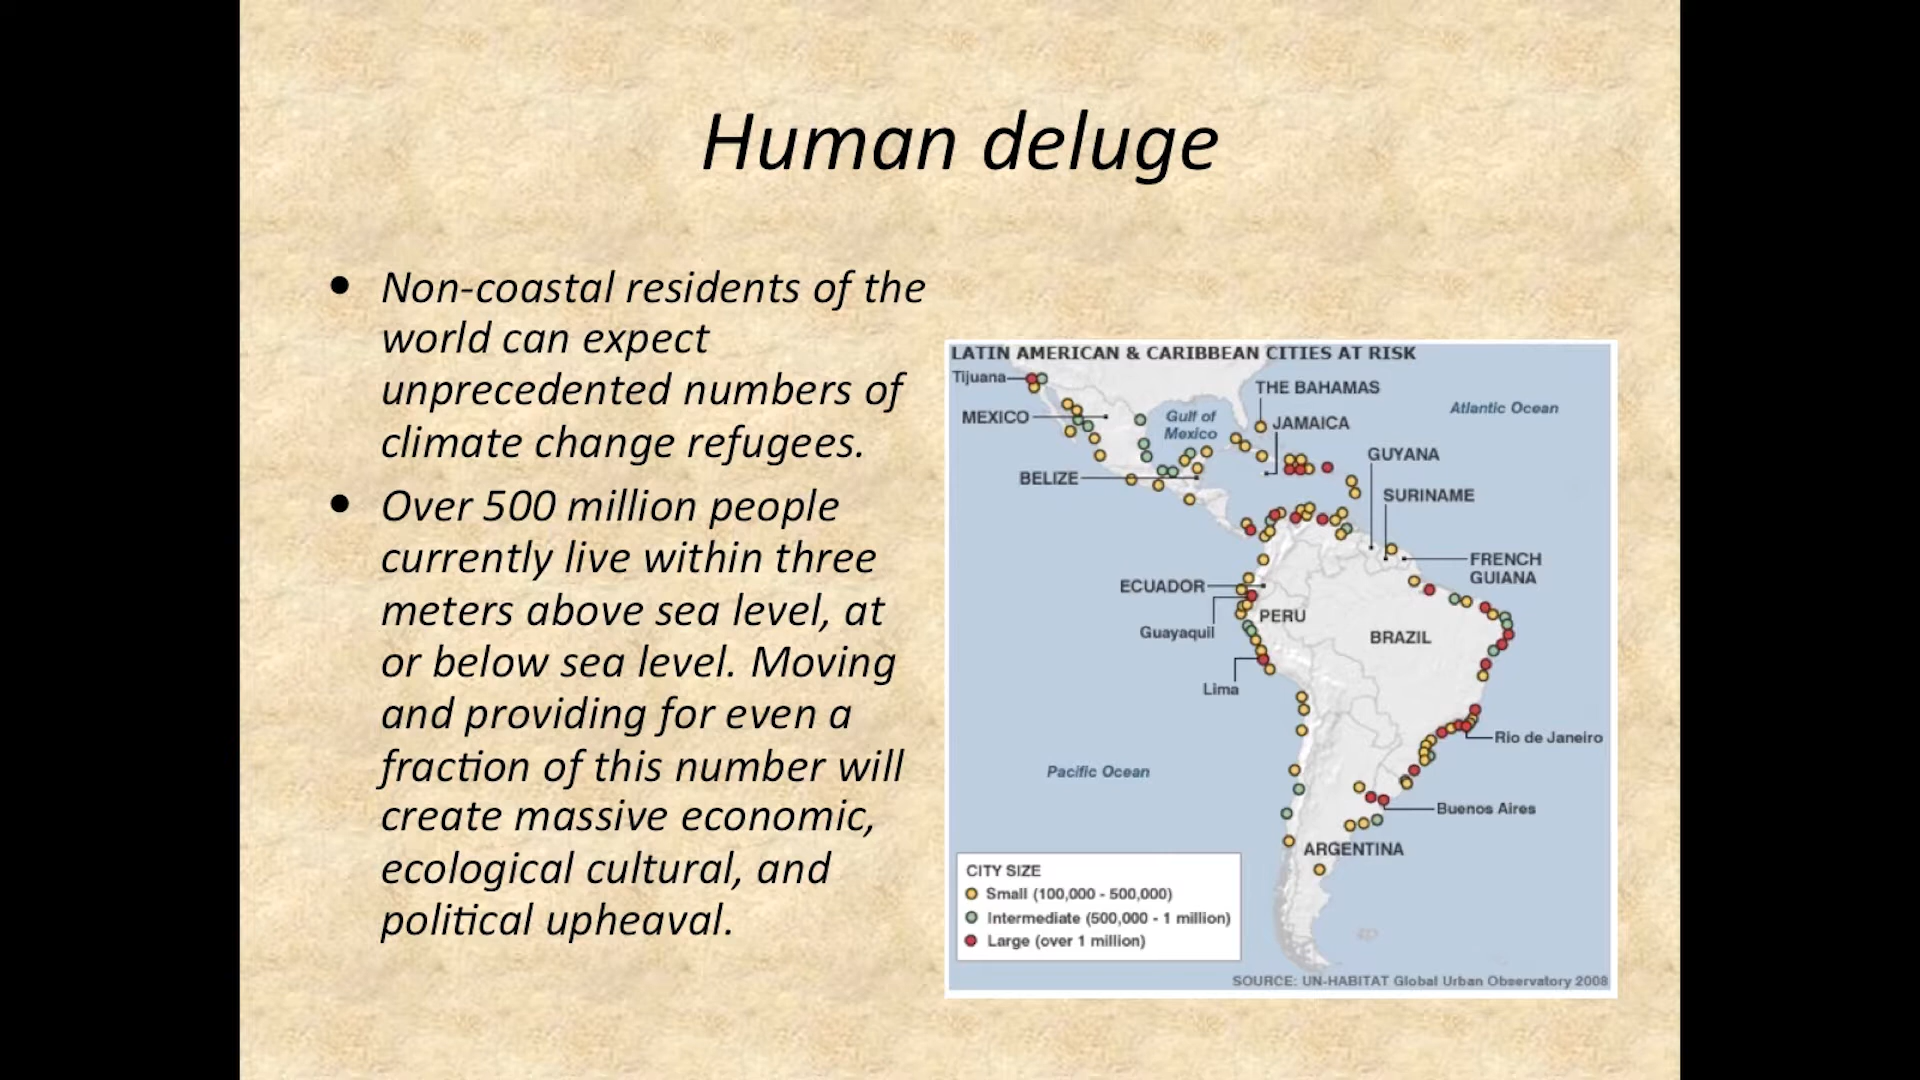 Human deluge
• Non-coastal residents of the
world can expect
unprecedented numbers of
climate change refugees.
• Over 500 million people
currently live within three
meters above sea level, at
or below sea level. Moving
and providing for even a
fraction of this number will
create massive economic,
ecological cultural, and
political upheaval.
LATIN AMERICAN & CARIBBEAN CITIES AT RISK
Tijuana
THE BAHAMAS
MEXICO
Gulf of
Mexico
Atlantic Ocean
JAMAICA
GUYANA
BELIZE
SURINAME
FRENCH
GUIANA
ECUADOR
PERU
Guayaquil
BRAZIL
Lima
Rio de Janeiro
Pacific Ocean
Buenos Aires
ARGENTINA
CITY SIZE
Small (100,000 - 500,000)
Intermediate (500,000 - 1 million)
Large (over 1 million)
SOURCE: UN-HABITAT Global Urban Observatory 2008